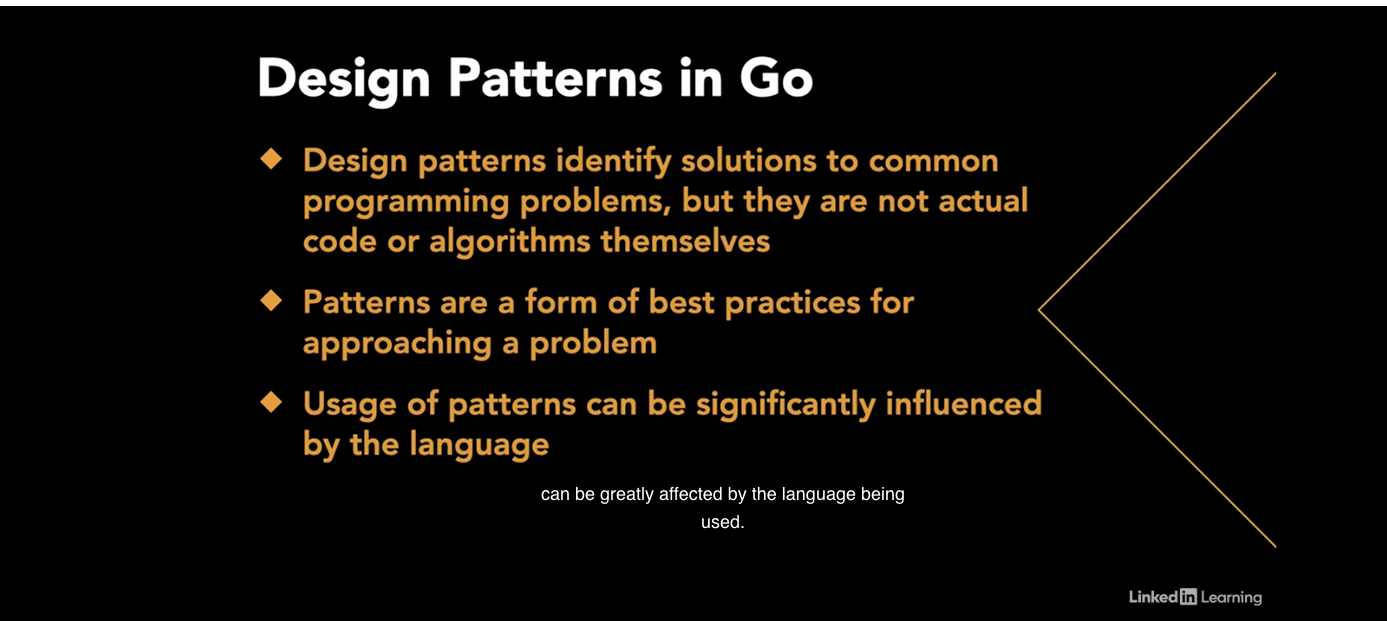 Design Patterns in Go
Design patterns identify solutions to common
programming problems, but they are not actual
code or algorithms themselves
Patterns are a form of best practices for
approaching a problem
Usage of patterns can be significantly influenced
by the language
can be greatly affected by the language being
used.
Linked in Learning